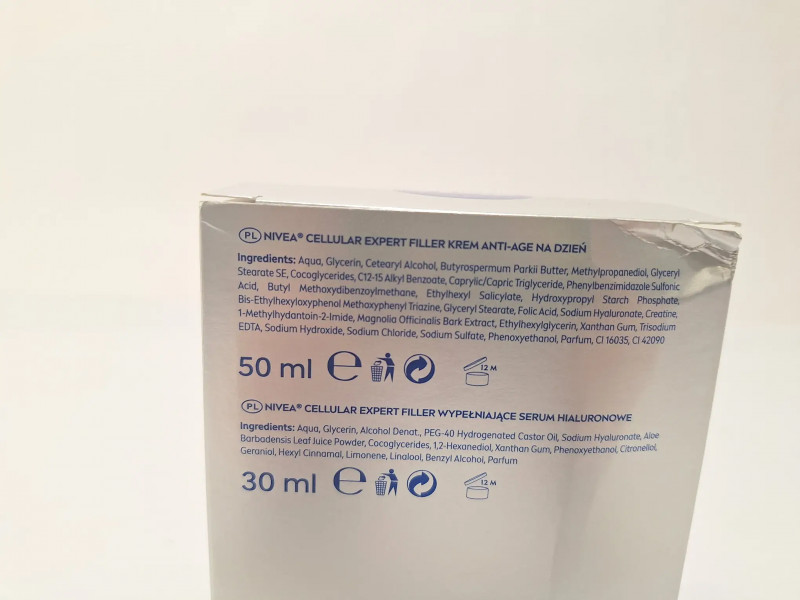 PL NIVEA® CELLULAR EXPERT FILLER KREM ANTI-AGE NA DZIEŃ
Ingredients: Aqua, Glycerin, Cetearyl Alcohol, Butyrospermum Parkii Butter, Methylpropanediol, Glyceryl
Stearate SE, Cocoglycerides, C12-15 Alkyl Benzoate, Caprylic/Capric Triglyceride, Phenylbenzimidazole Sulfonic
Acid, Butyl Methoxydibenzoylmethane, Ethylhexyl Salicylate, Hydroxypropyl Starch Phosphate,
Bis-Ethylhexyloxyphenol Methoxyphenyl Triazine, Glyceryl Stearate, Folic Acid, Sodium Hyaluronate, Creatine,
1-Methylhydantoin-2-Imide, Magnolia Officinalis Bark Extract, Ethylhexylglycerin, Xanthan Gum, Trisodium
EDTA, Sodium Hydroxide, Sodium Chloride, Sodium Sulfate, Phenoxyethanol, Parfum, CI 16035, CI 42090
50 ml e 12 M
PL NIVEA® CELLULAR EXPERT FILLER WYPEŁNIAJĄCE SERUM HIALURONOWE
Ingredients: Aqua, Glycerin, Alcohol Denat., PEG-40 Hydrogenated Castor Oil, Sodium Hyaluronate, Aloe
Barbadensis Leaf Juice Powder, Cocoglycerides, 1,2-Hexanediol, Xanthan Gum, Phenoxyethanol, Citronellol,
Geraniol, Hexyl Cinnamal, Limonene, Linalool, Benzyl Alcohol, Parfum
30 ml e 12 M